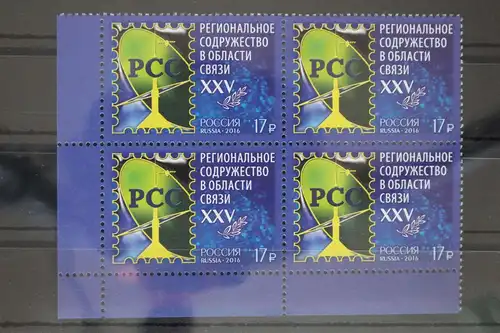 РСС
РЕГИОНАЛЬНОЕ
СОДРУЖЕСТВО
В ОБЛАСТИ
СВЯЗИ
XXV
РОССИЯ
RUSSIA • 2016
17 ₽
РСС
РЕГИОНАЛЬНОЕ
СОДРУЖЕСТВО
В ОБЛАСТИ
СВЯЗИ
XXV
РОССИЯ
RUSSIA • 2016
17 ₽
РСС
РЕГИОНАЛЬНОЕ
СОДРУЖЕСТВО
В ОБЛАСТИ
СВЯЗИ
XXV
РОССИЯ
RUSSIA • 2016
17 ₽
РСС
РЕГИОНАЛЬНОЕ
СОДРУЖЕСТВО
В ОБЛАСТИ
СВЯЗИ
XXV
РОССИЯ
RUSSIA • 2016
17 ₽